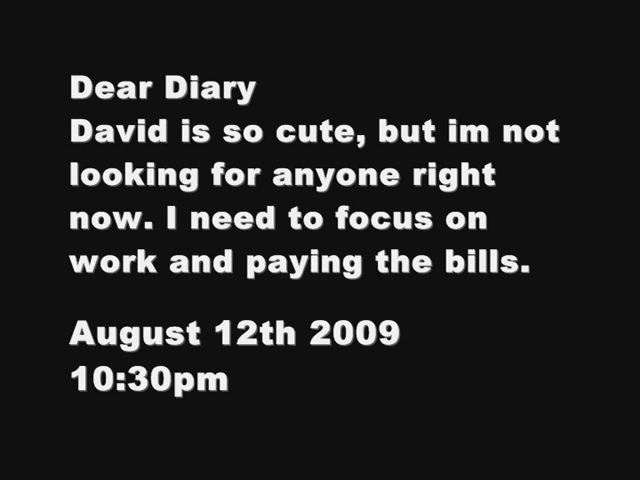 Dear Diary
David is so cute, but im not
looking for anyone right
now. I need to focus on
work and paying the bills.
August 12th 2009
10:30pm